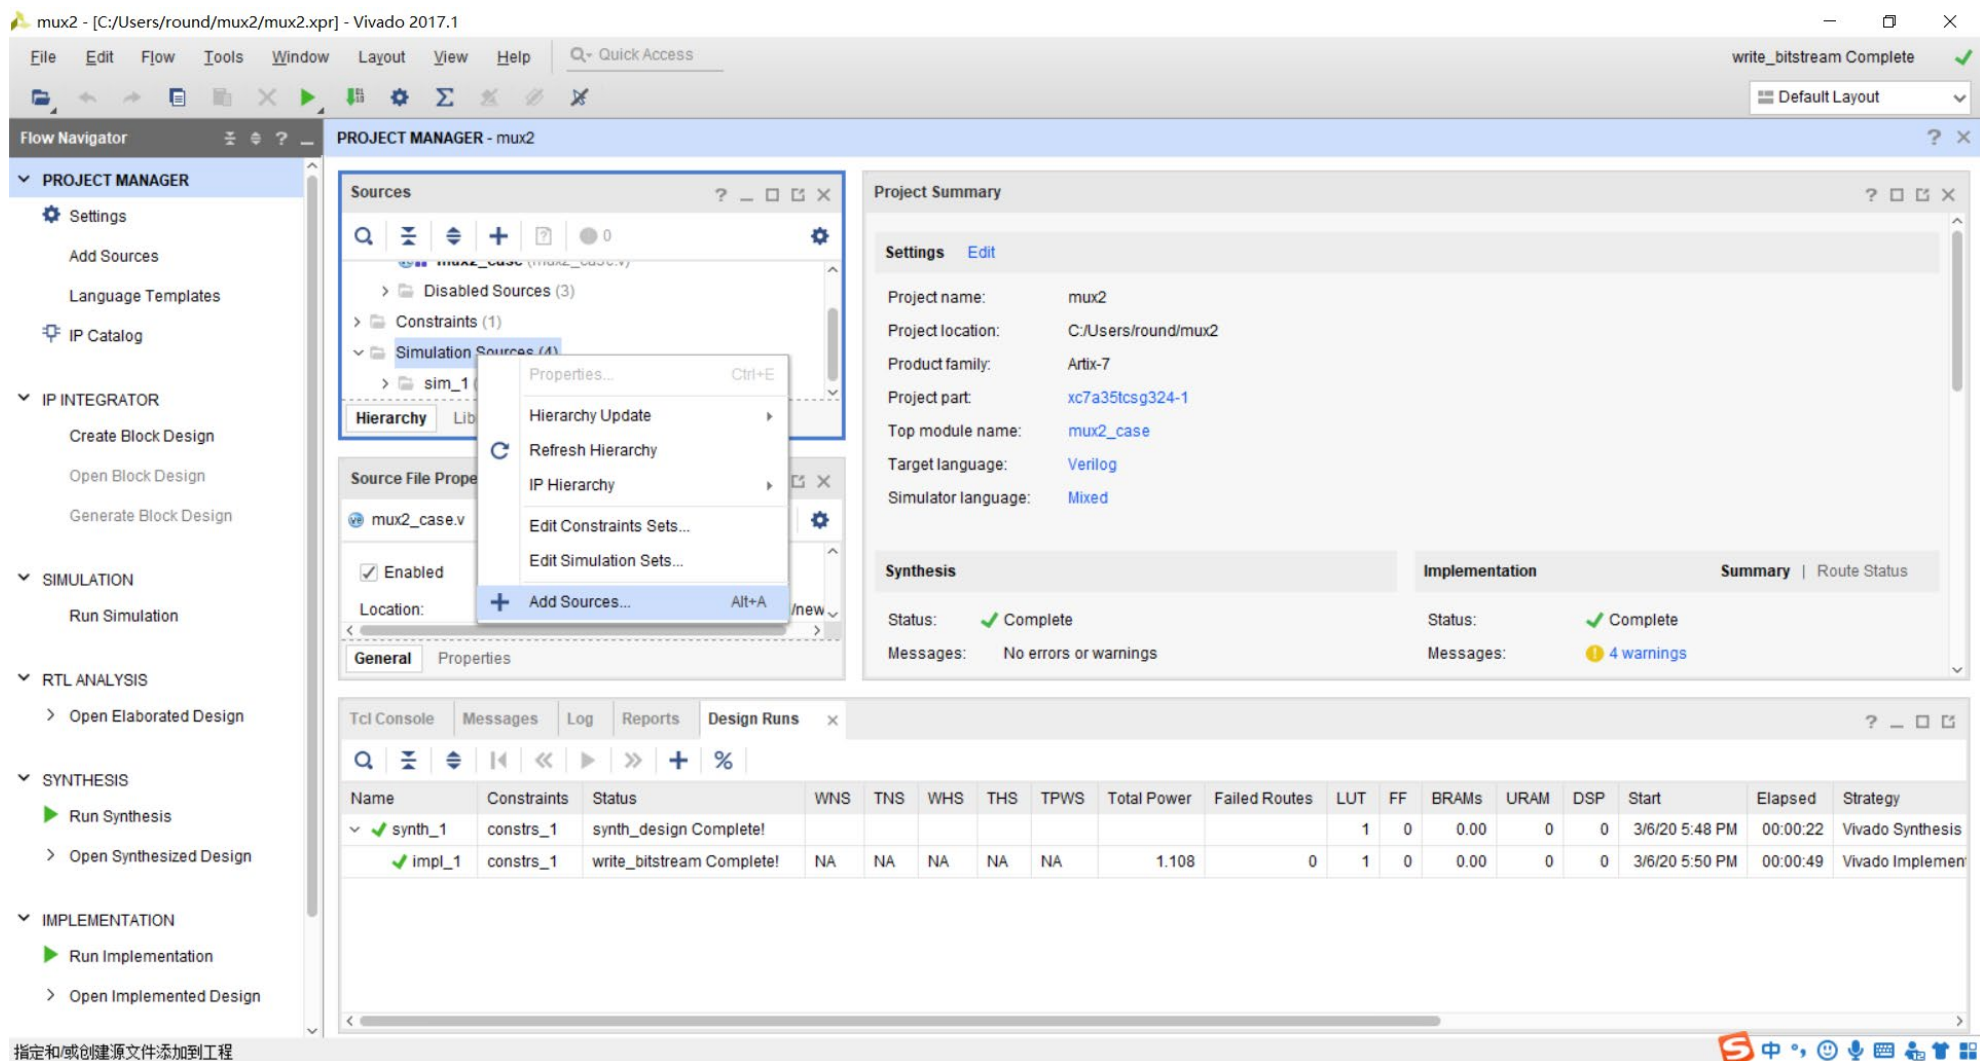 mux2 - [C:/Users/round/mux2/mux2.xpr] - Vivado 2017.1
File Edit Flow Tools Window Layout View Help Quick Access
write_bitstream Complete
Default Layout
Flow Navigator
PROJECT MANAGER
Settings
Add Sources
Language Templates
IP Catalog
IP INTEGRATOR
Create Block Design
Open Block Design
Generate Block Design
SIMULATION
Run Simulation
RTL ANALYSIS
Open Elaborated Design
SYNTHESIS
Run Synthesis
Open Synthesized Design
IMPLEMENTATION
Run Implementation
Open Implemented Design
PROJECT MANAGER - mux2
Sources
0
mux2_case (mux2_case.v)
Disabled Sources (3)
Constraints (1)
Simulation Sources (4)
sim_1 (
Hierarchy Lib
Properties... Ctrl+E
Hierarchy Update
Refresh Hierarchy
IP Hierarchy
Edit Constraints Sets...
Edit Simulation Sets...
Add Sources... Alt+A
Source File Prope
mux2_case.v
Enabled
Location: /new
General Properties
Project Summary
Settings Edit
Project name: mux2
Project location: C:/Users/round/mux2
Product family: Artix-7
Project part: xc7a35tcsg324-1
Top module name: mux2_case
Target language: Verilog
Simulator language: Mixed
Synthesis
Status: Complete
Messages: No errors or warnings
Implementation Summary | Route Status
Status: Complete
Messages: 4 warnings
Tcl Console Messages Log Reports Design Runs
Name Constraints Status WNS TNS WHS THS TPWS Total Power Failed Routes LUT FF BRAMs URAM DSP Start Elapsed Strategy
synth_1 constrs_1 synth_design Complete! 1 0 0.00 0 0 3/6/20 5:48 PM 00:00:22 Vivado Synthesis
impl_1 constrs_1 write_bitstream Complete! NA NA NA NA NA 1.108 0 1 0 0.00 0 0 3/6/20 5:50 PM 00:00:49 Vivado Implemen
指定和/或创建源文件添加到工程
中